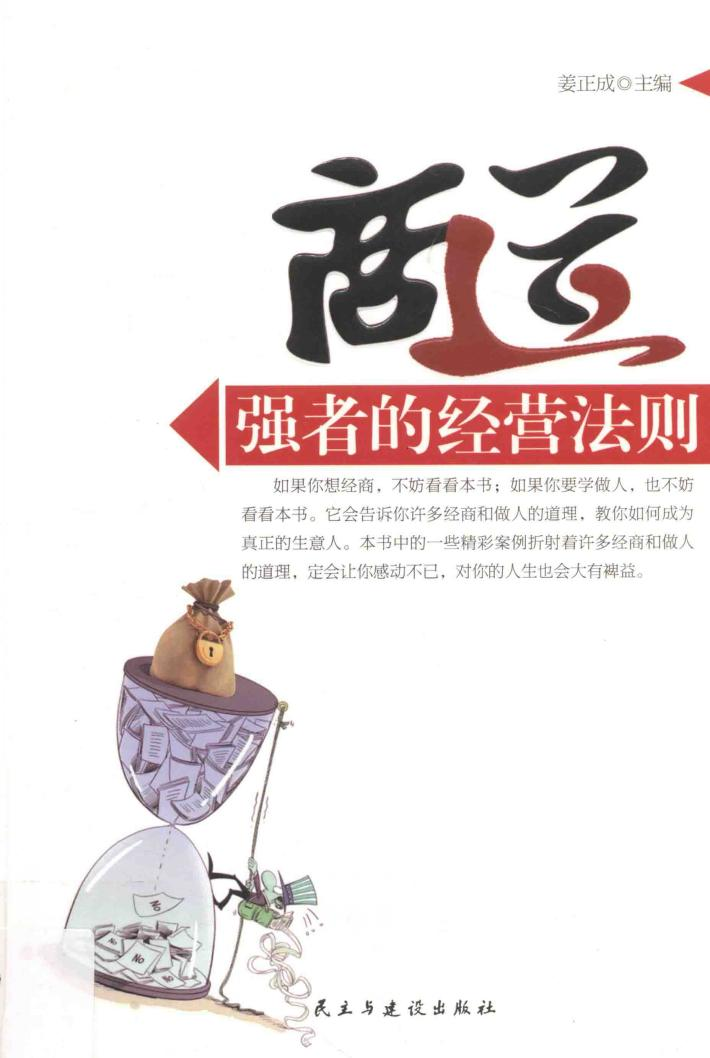 姜正成◎主编
商道
强者的经营法则
如果你想经商，不妨看看本书；如果你要学做人，也不妨
看看本书。它会告诉你许多经商和做人的道理，教你如何成为
真正的生意人。本书中的一些精彩案例折射着许多经商和做人
的道理，定会让你感动不已，对你的人生也会大有裨益。
No
No
No
No
民主与建设出版社